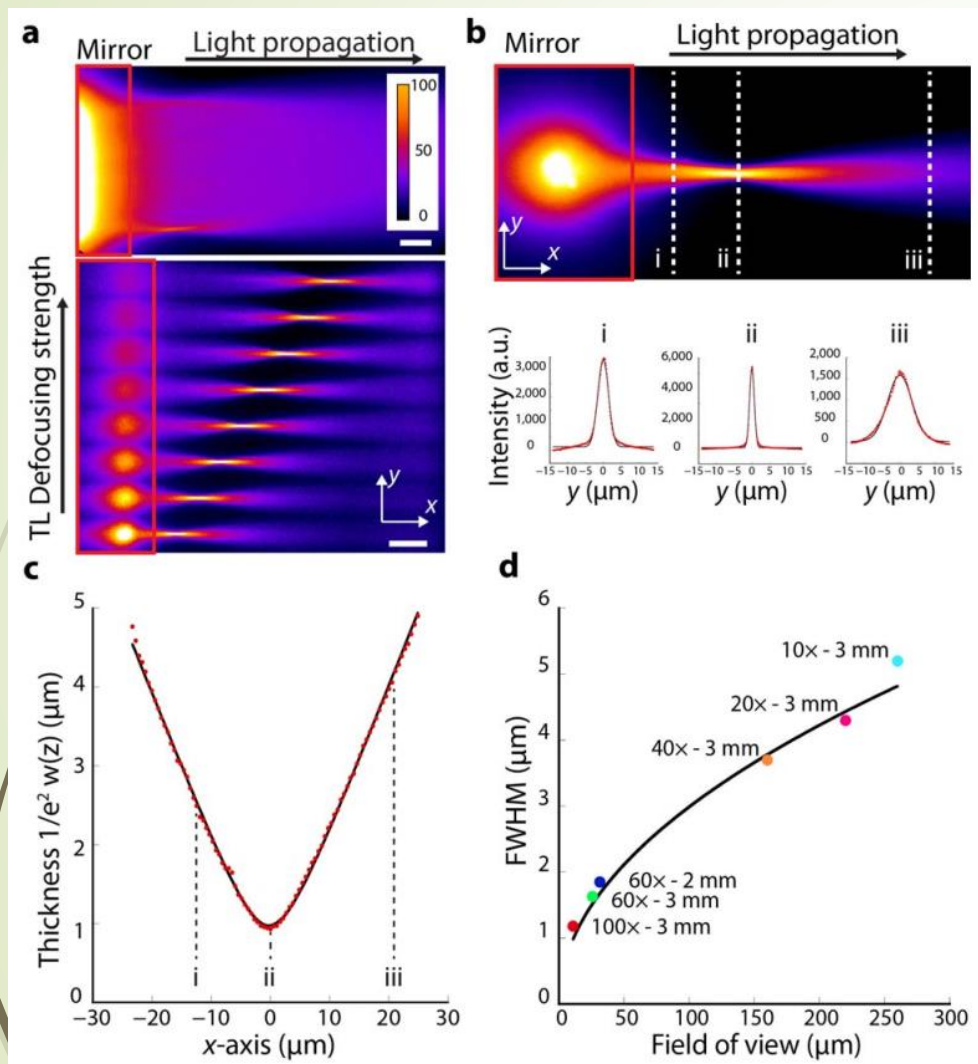 a
Mirror
Light propagation
100
50
0
TL Defocusing strength
y
x
b
Mirror
Light propagation
y
x
i
ii
iii
i
ii
iii
Intensity (a.u.)
3,000
2,000
1,000
0
−15 −10 −5 0 5 10 15
y (µm)
6,000
4,000
2,000
0
−15 −10 −5 0 5 10 15
y (µm)
2,000
1,500
1,000
500
0
−15 −10 −5 0 5 10 15
y (µm)
c
Thickness 1/e² w(z) (µm)
5
4
3
2
1
0
i
ii
iii
−30 −20 −10 0 10 20 30
x-axis (µm)
d
FWHM (µm)
6
5
4
3
2
1
0
10× - 3 mm
20× - 3 mm
40× - 3 mm
60× - 2 mm
60× - 3 mm
100× - 3 mm
0 50 100 150 200 250 300
Field of view (µm)